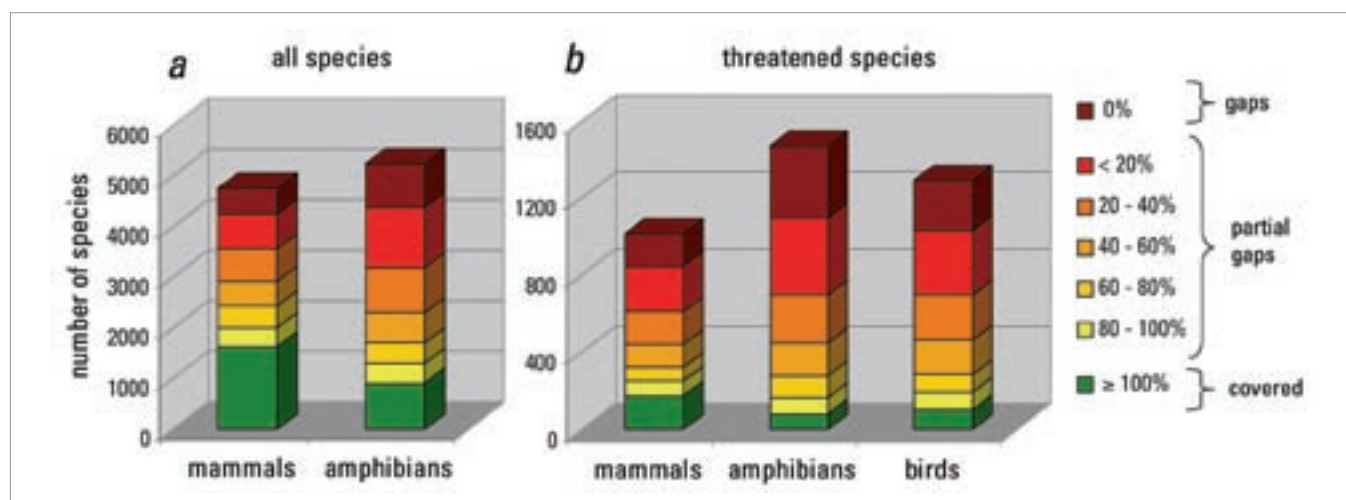 a all species
number of species
6000
5000
4000
3000
2000
1000
0
mammals amphibians
b threatened species
1600
1200
800
400
0
mammals amphibians birds
0% gaps
< 20%
20 - 40%
40 - 60%
60 - 80%
80 - 100%
partial
gaps
≥ 100% covered